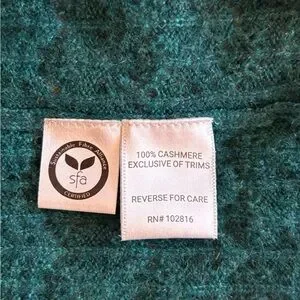 Sustainable Fibre Alliance
sfa
CERTIFIED
100% CASHMERE
EXCLUSIVE OF TRIMS
REVERSE FOR CARE
RN# 102816